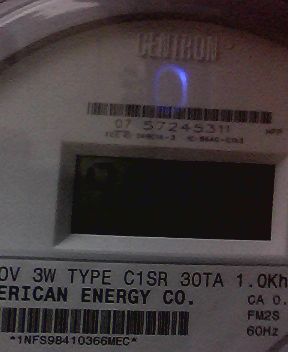 CENTRON
07 57245311
0V 3W TYPE C1SR 30TA 1.0Kh
ERICAN ENERGY CO.
CA 0.
FM2S
60Hz
*1NFS98410366MEC*